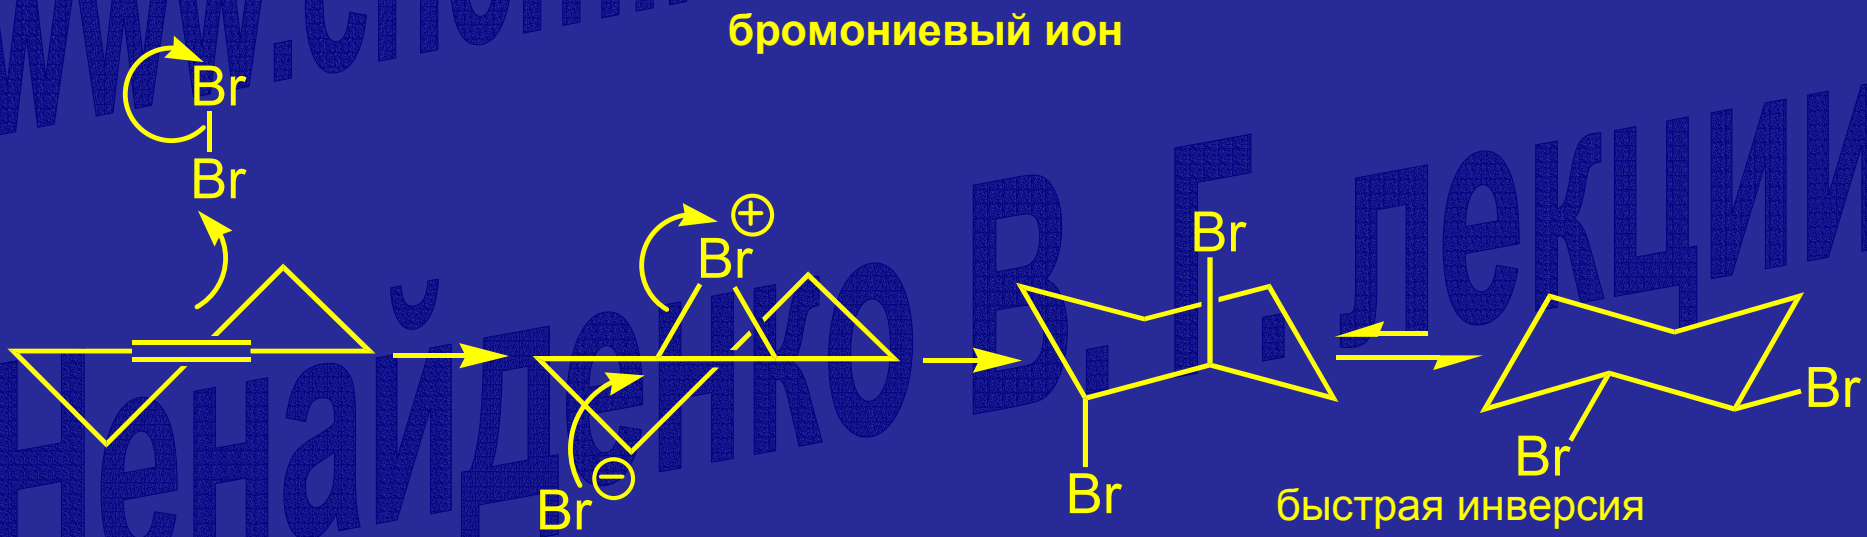 бромониевый ион
Br
Br
Br ⊕
Br ⊖
Br
Br
Br
Br
быстрая инверсия
Ненайденко В. Г. лекции